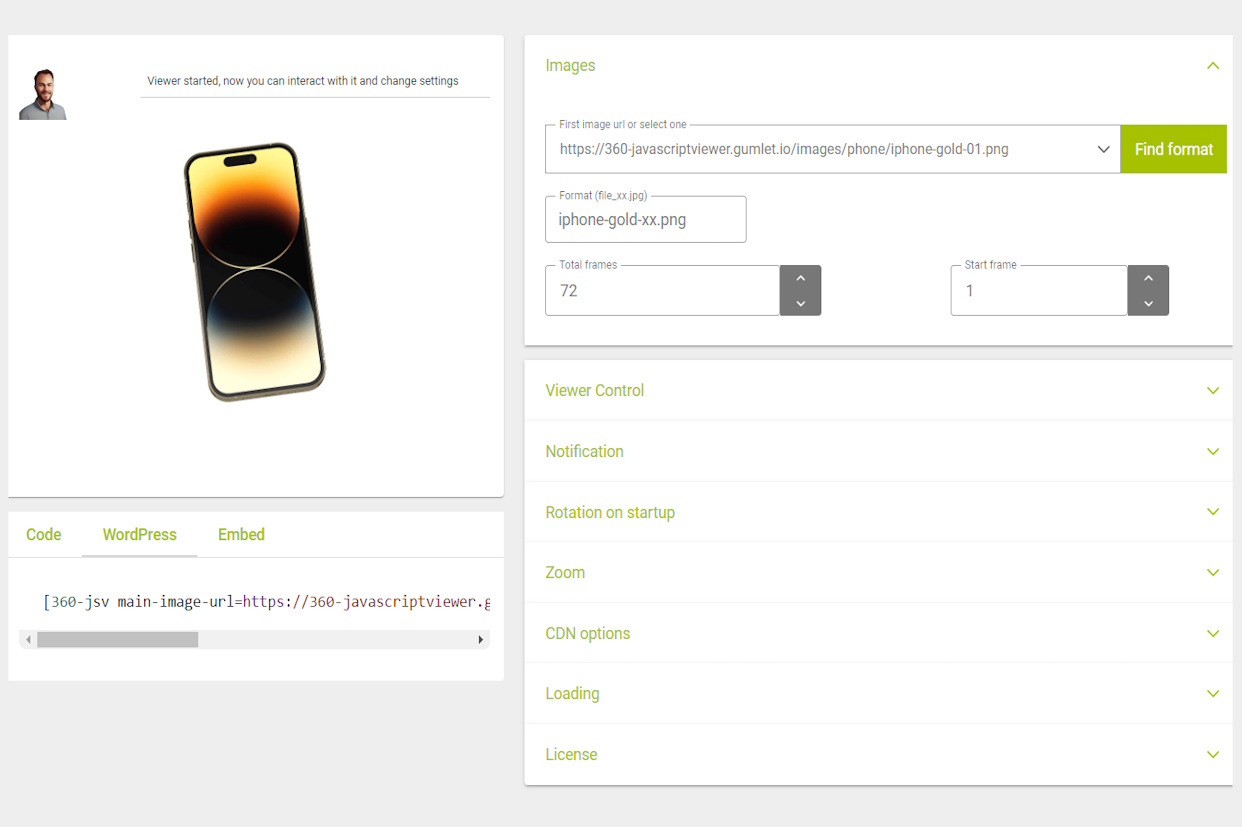 Viewer started, now you can interact with it and change settings
Code
WordPress
Embed
[360-jsv main-image-url=https://360-javascriptviewer.g
Images
First image url or select one
https://360-javascriptviewer.gumlet.io/images/phone/iphone-gold-01.png
Find format
Format (file_xx.jpg)
iphone-gold-xx.png
Total frames
72
Start frame
1
Viewer Control
Notification
Rotation on startup
Zoom
CDN options
Loading
License